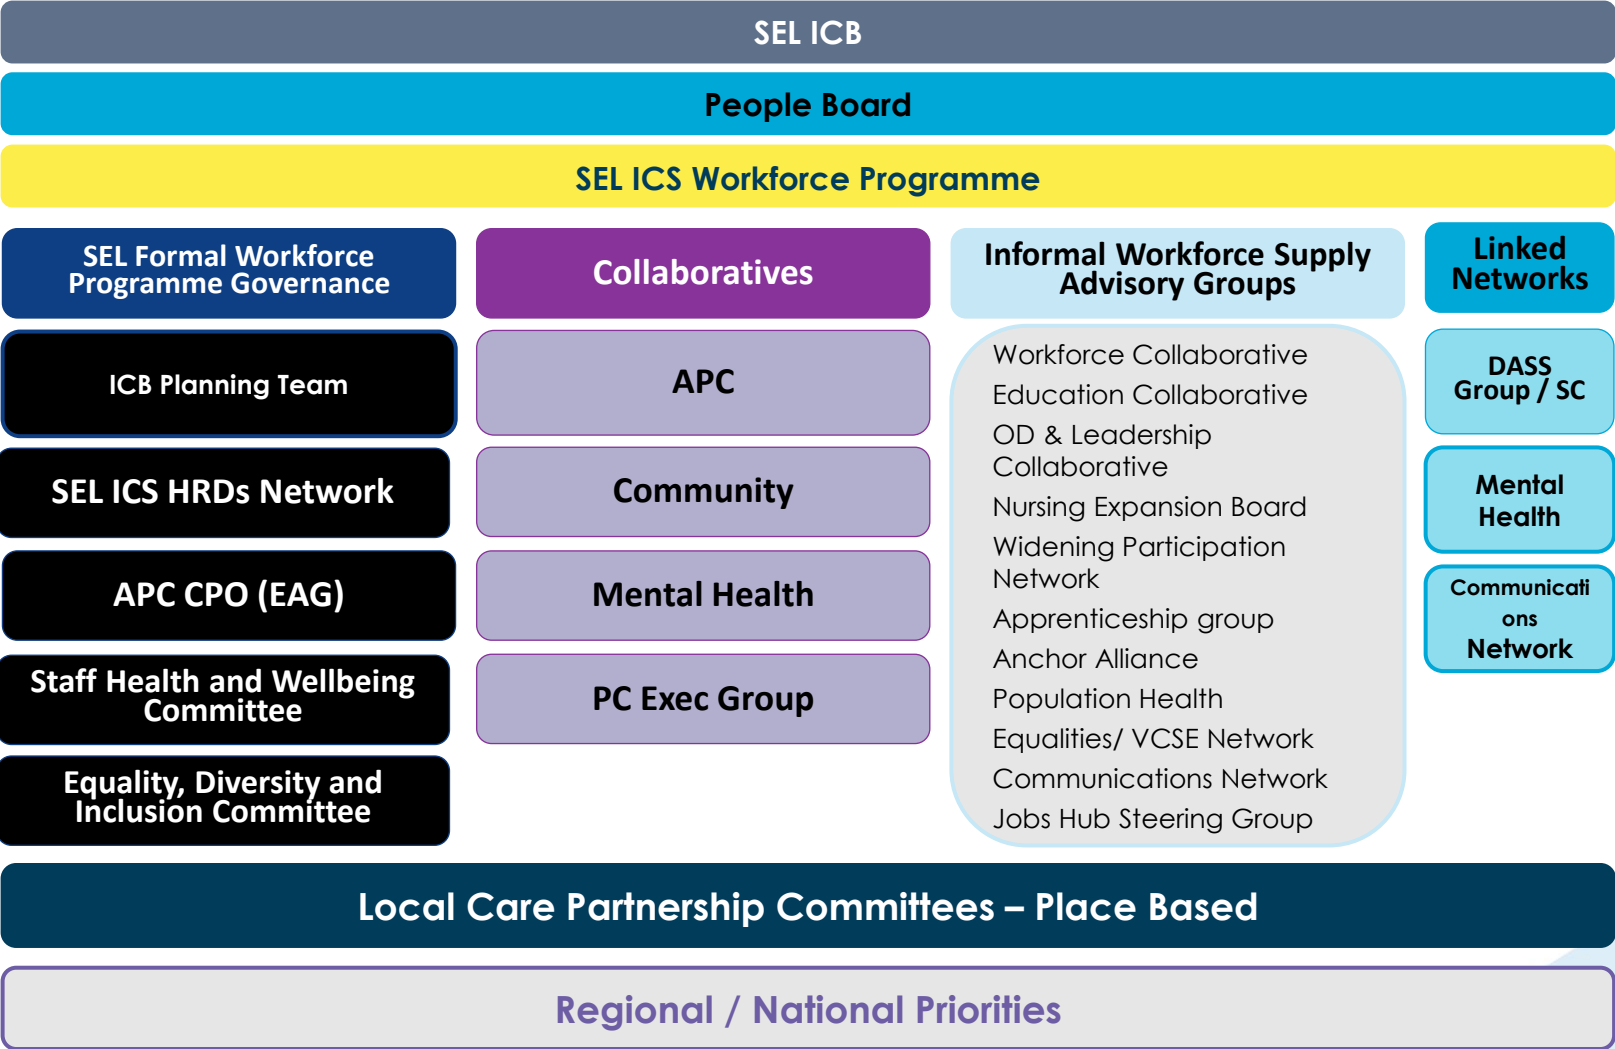 SEL ICB
People Board
SEL ICS Workforce Programme
SEL Formal Workforce
Programme Governance
ICB Planning Team
SEL ICS HRDs Network
APC CPO (EAG)
Staff Health and Wellbeing
Committee
Equality, Diversity and
Inclusion Committee
Collaboratives
APC
Community
Mental Health
PC Exec Group
Informal Workforce Supply
Advisory Groups
Workforce Collaborative
Education Collaborative
OD & Leadership
Collaborative
Nursing Expansion Board
Widening Participation
Network
Apprenticeship group
Anchor Alliance
Population Health
Equalities/ VCSE Network
Communications Network
Jobs Hub Steering Group
Linked
Networks
DASS
Group / SC
Mental
Health
Communicati
ons
Network
Local Care Partnership Committees – Place Based
Regional / National Priorities